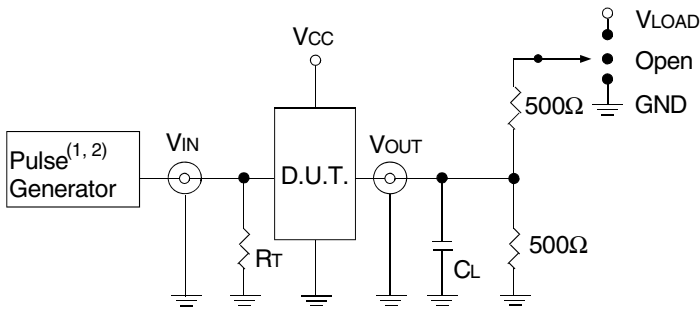 VLOAD
VCC
Open
500Ω
GND
Pulse(1, 2)
Generator
VIN
D.U.T.
VOUT
RT
CL
500Ω